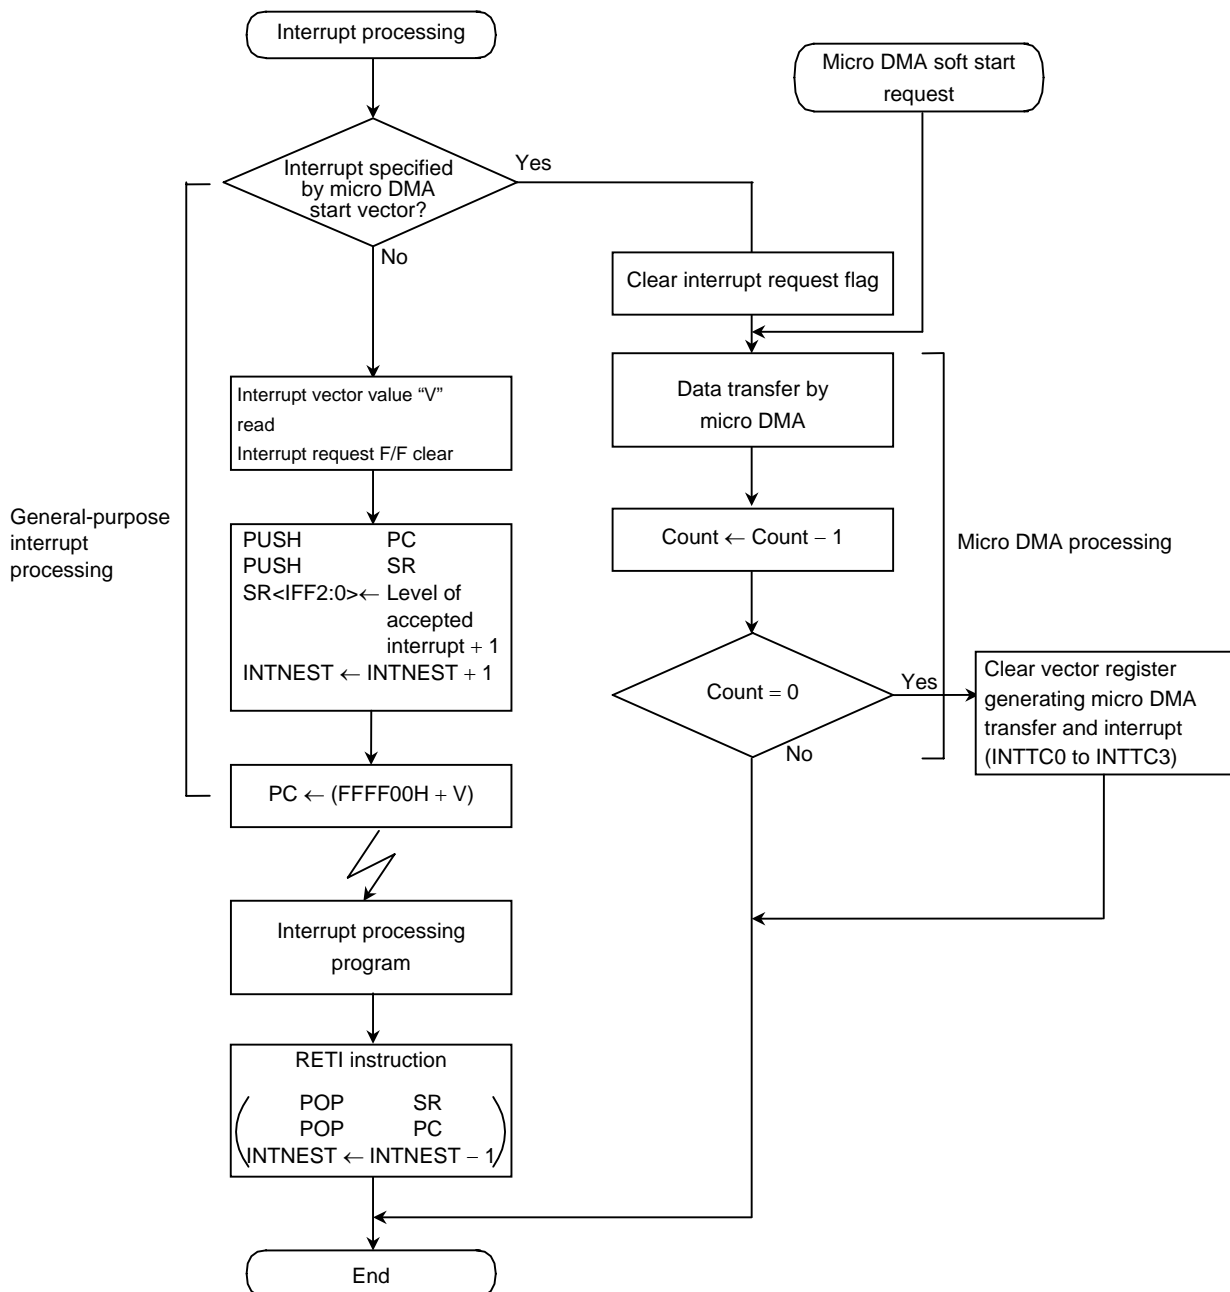 Interrupt processing
Micro DMA soft start
request
Interrupt specified
by micro DMA
start vector?
Yes
No
Clear interrupt request flag
Interrupt vector value “V”
read
Interrupt request F/F clear
Data transfer by
micro DMA
General-purpose
interrupt
processing
PUSH PC
PUSH SR
SR<IFF2:0>← Level of
accepted
interrupt + 1
INTNEST ← INTNEST + 1
Count ← Count − 1
Micro DMA processing
Count = 0
Yes
No
Clear vector register
generating micro DMA
transfer and interrupt
(INTTC0 to INTTC3)
PC ← (FFFF00H + V)
Interrupt processing
program
RETI instruction
POP SR
POP PC
INTNEST ← INTNEST − 1
End